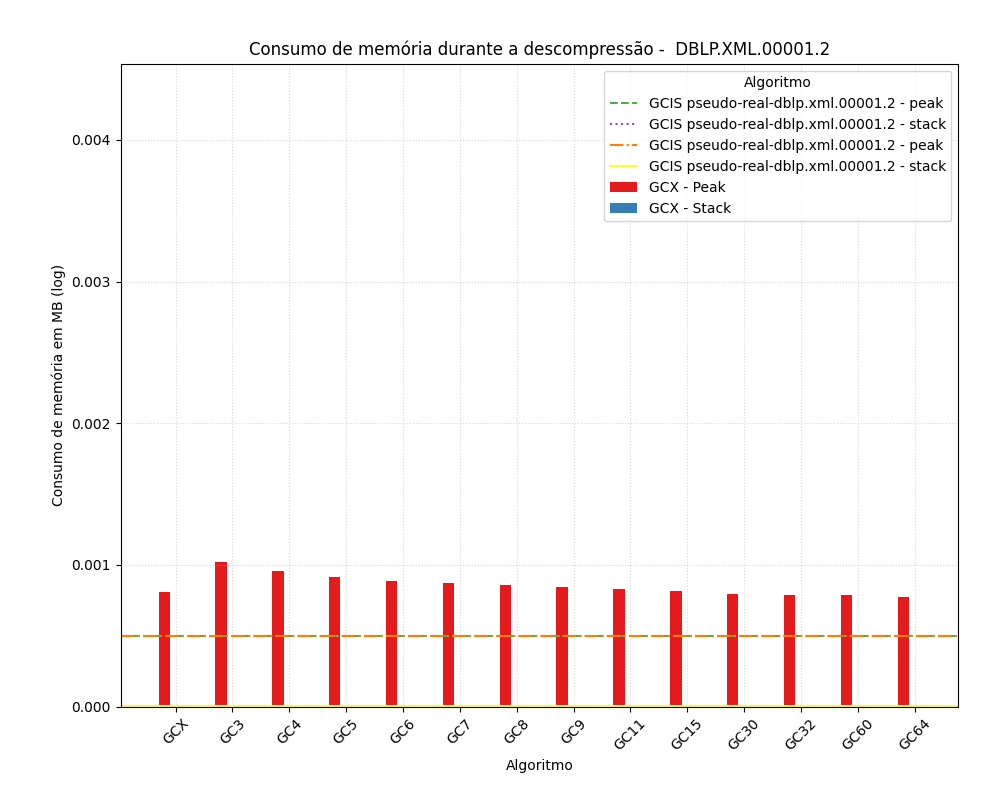 Consumo de memória durante a descompressão -  DBLP.XML.00001.2
Algoritmo
GCIS pseudo-real-dblp.xml.00001.2 - peak
GCIS pseudo-real-dblp.xml.00001.2 - stack
GCIS pseudo-real-dblp.xml.00001.2 - peak
GCIS pseudo-real-dblp.xml.00001.2 - stack
GCX - Peak
GCX - Stack
Consumo de memória em MB (log)
0.004
0.003
0.002
0.001
0.000
GCX
GC3
GC4
GC5
GC6
GC7
GC8
GC9
GC11
GC15
GC30
GC32
GC60
GC64
Algoritmo